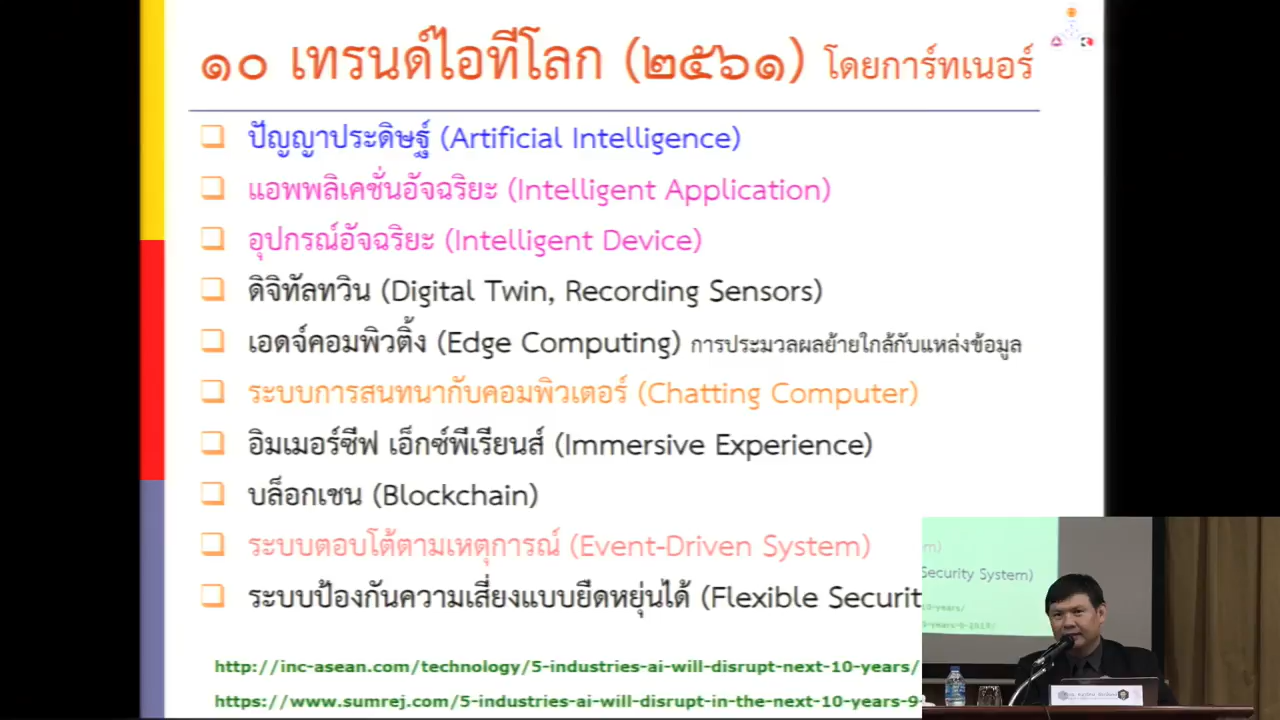 ๑๐ เทรนด์ไอทีโลก (๒๕๖๑) โดยการ์ทเนอร์
❑ ปัญญาประดิษฐ์ (Artificial Intelligence)
❑ แอพพลิเคชั่นอัจฉริยะ (Intelligent Application)
❑ อุปกรณ์อัจฉริยะ (Intelligent Device)
❑ ดิจิทัลทวิน (Digital Twin, Recording Sensors)
❑ เอดจ์คอมพิวติ้ง (Edge Computing) การประมวลผลย้ายใกล้กับแหล่งข้อมูล
❑ ระบบการสนทนากับคอมพิวเตอร์ (Chatting Computer)
❑ อิมเมอร์ซีฟ เอ็กซ์พีเรียนส์ (Immersive Experience)
❑ บล็อกเชน (Blockchain)
❑ ระบบตอบโต้ตามเหตุการณ์ (Event-Driven System)
❑ ระบบป้องกันความเสี่ยงแบบยืดหยุ่นได้ (Flexible Securit
http://inc-asean.com/technology/5-industries-ai-will-disrupt-next-10-years/
https://www.sumrej.com/5-industries-ai-will-disrupt-in-the-next-10-years-9
Security System)